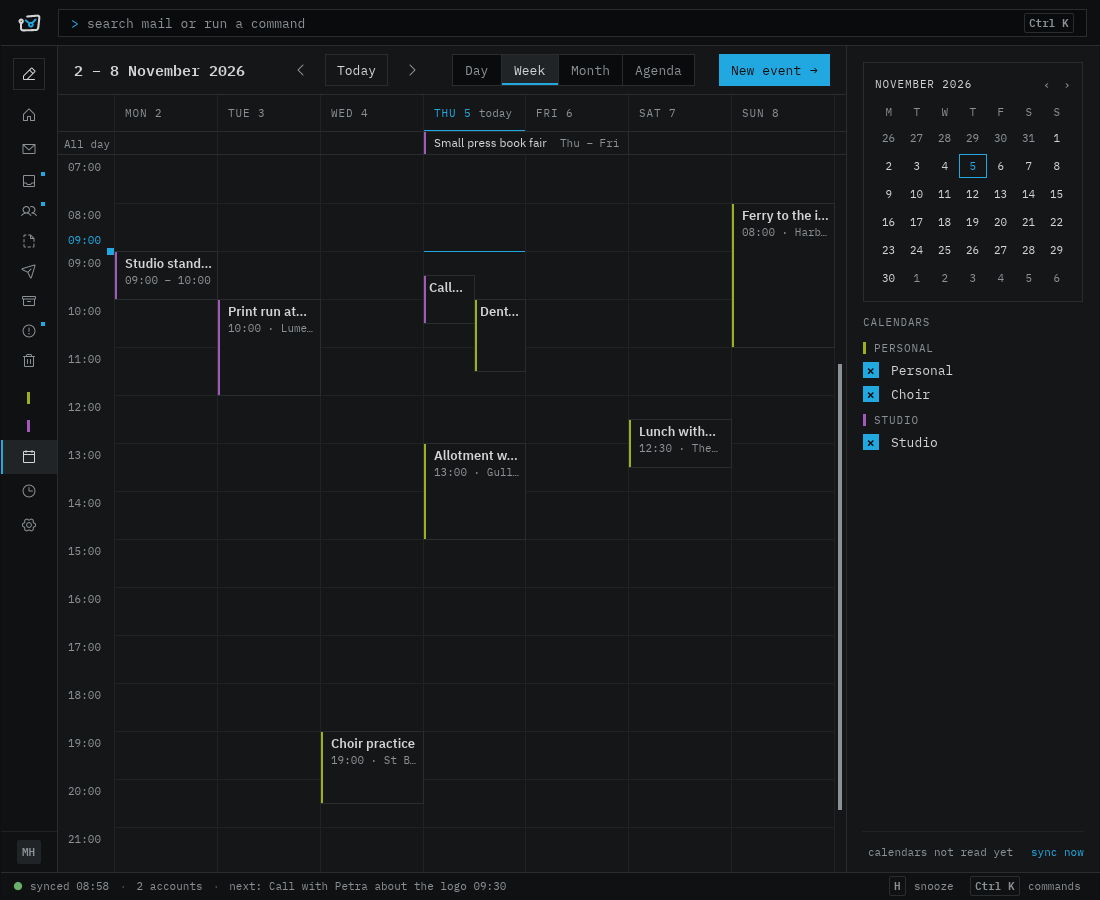 > search mail or run a command Ctrl K
2 – 8 November 2026 Today Day Week Month Agenda New event →
MON 2 TUE 3 WED 4 THU 5 today FRI 6 SAT 7 SUN 8
All day Small press book fair Thu – Fri
07:00
08:00
09:00
09:00
10:00
11:00
12:00
13:00
14:00
15:00
16:00
17:00
18:00
19:00
20:00
21:00
Studio stand…
09:00 – 10:00
Print run at…
10:00 · Lume…
Choir practice
19:00 · St B…
Call…
Dent…
Allotment w…
13:00 · Gull…
Lunch with…
12:30 · The…
Ferry to the i…
08:00 · Harb…
NOVEMBER 2026 ‹ ›
M T W T F S S
26 27 28 29 30 31 1
2 3 4 5 6 7 8
9 10 11 12 13 14 15
16 17 18 19 20 21 22
23 24 25 26 27 28 29
30 1 2 3 4 5 6
CALENDARS
PERSONAL
Personal
Choir
STUDIO
Studio
calendars not read yet sync now
MH
synced 08:58 · 2 accounts · next: Call with Petra about the logo 09:30 H snooze Ctrl K commands